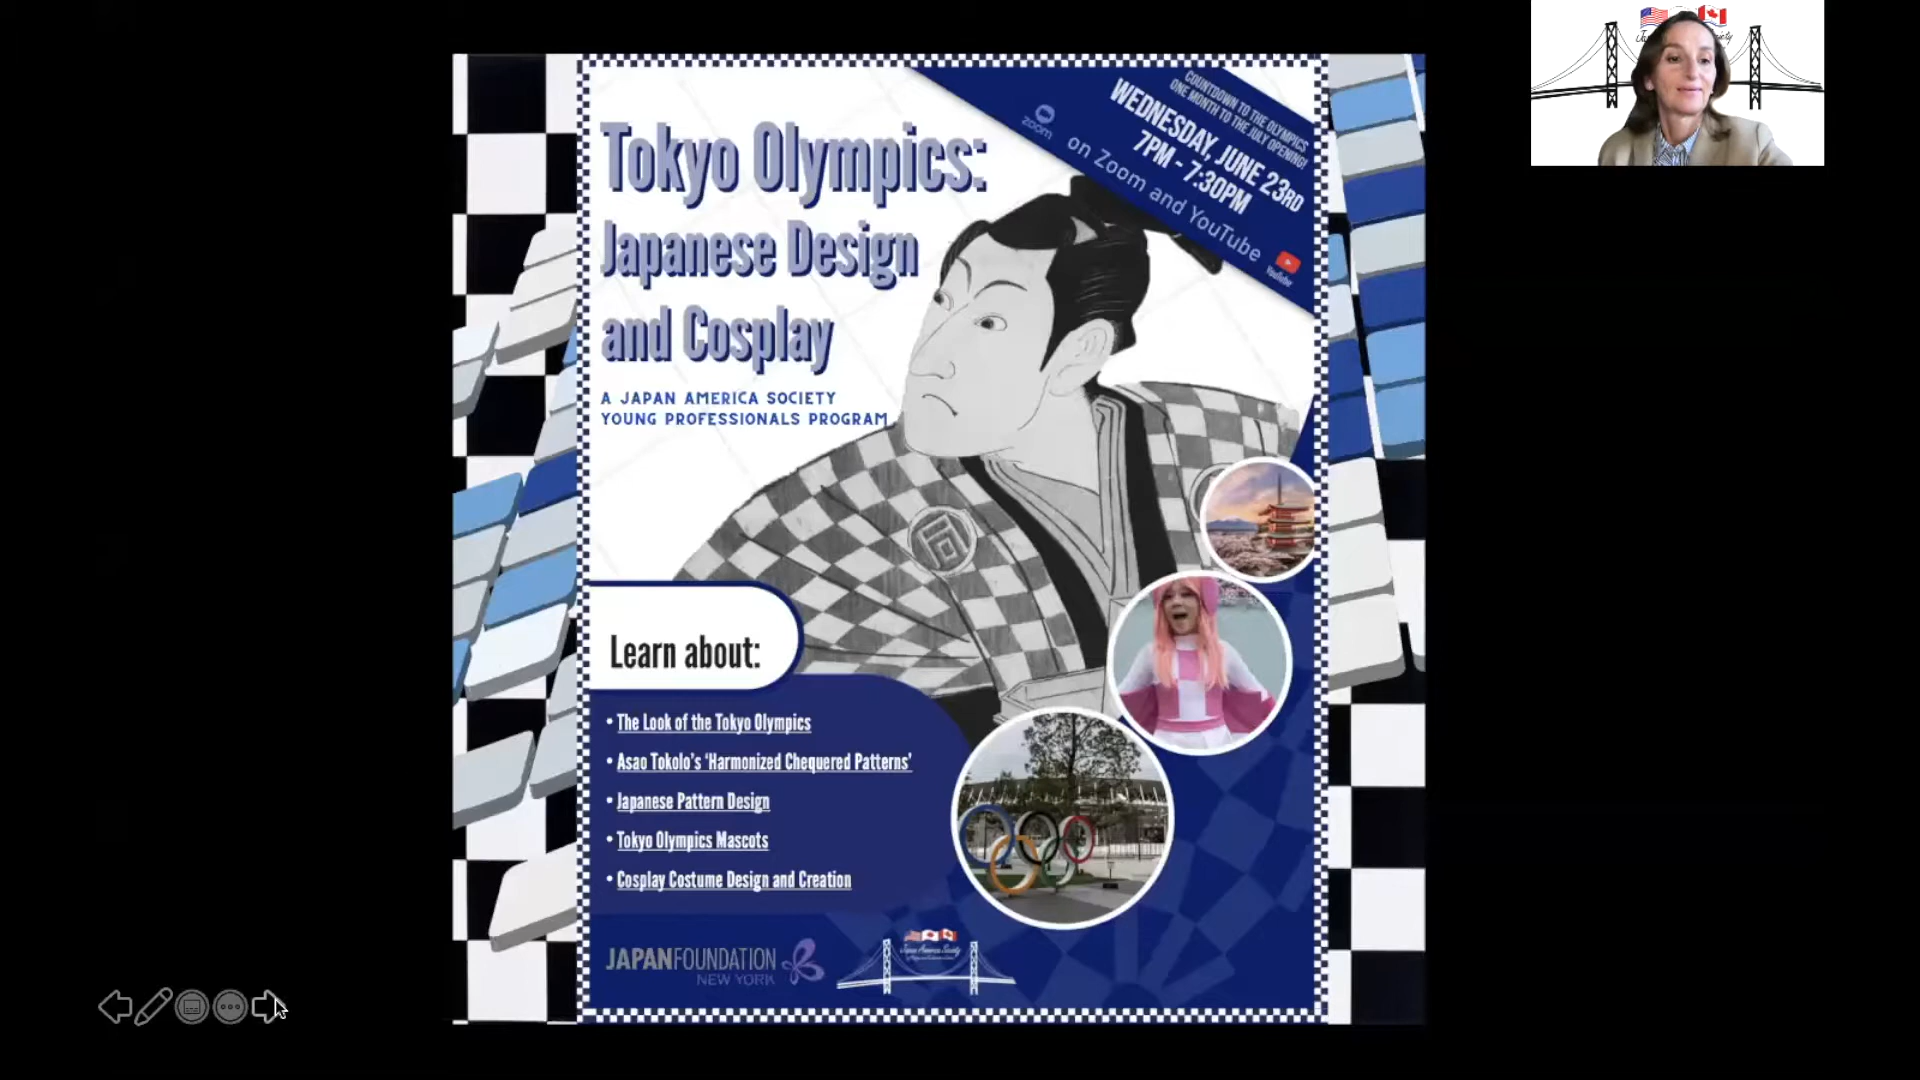 COUNTDOWN TO THE OLYMPICS
ONE MONTH TO THE JULY OPENING!
WEDNESDAY, JUNE 23RD
7PM - 7:30PM
zoom
on Zoom and YouTube
YouTube
Tokyo Olympics:
Japanese Design
and Cosplay
A JAPAN AMERICA SOCIETY
YOUNG PROFESSIONALS PROGRAM
Learn about:
• The Look of the Tokyo Olympics
• Asao Tokolo's 'Harmonized Chequered Patterns'
• Japanese Pattern Design
• Tokyo Olympics Mascots
• Cosplay Costume Design and Creation
JAPANFOUNDATION
NEW YORK
Japan America Society